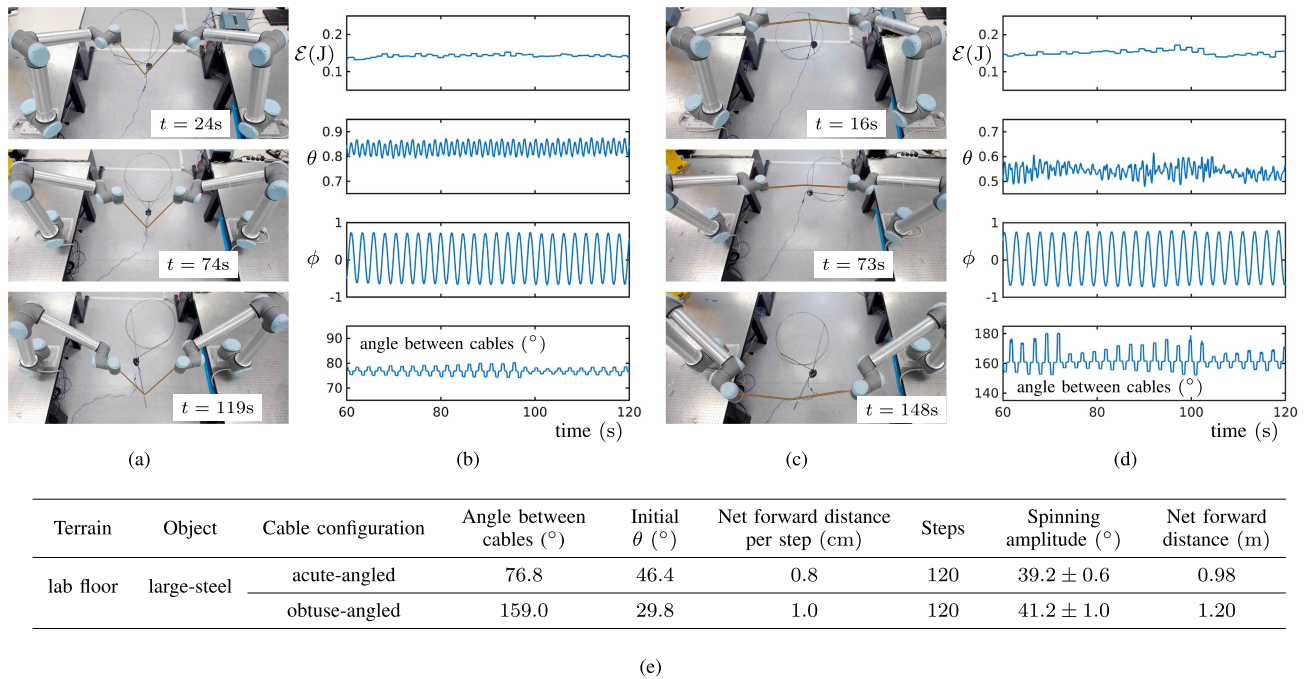 t = 24s
t = 74s
t = 119s
(a)
ℰ(J)
0.2
0.1
θ
0.9
0.8
0.7
ϕ
1
0
-1
angle between cables (°)
90
80
70
60
80
100
120
time (s)
(b)
t = 16s
t = 73s
t = 148s
(c)
ℰ(J)
0.2
0.1
θ
0.7
0.6
0.5
ϕ
1
0
-1
180
160
140
angle between cables (°)
60
80
100
120
time (s)
(d)
Terrain Object Cable configuration Angle between cables (°) Initial θ (°) Net forward distance per step (cm) Steps Spinning amplitude (°) Net forward distance (m)
lab floor large-steel
acute-angled 76.8 46.4 0.8 120 39.2 ± 0.6 0.98
obtuse-angled 159.0 29.8 1.0 120 41.2 ± 1.0 1.20
(e)